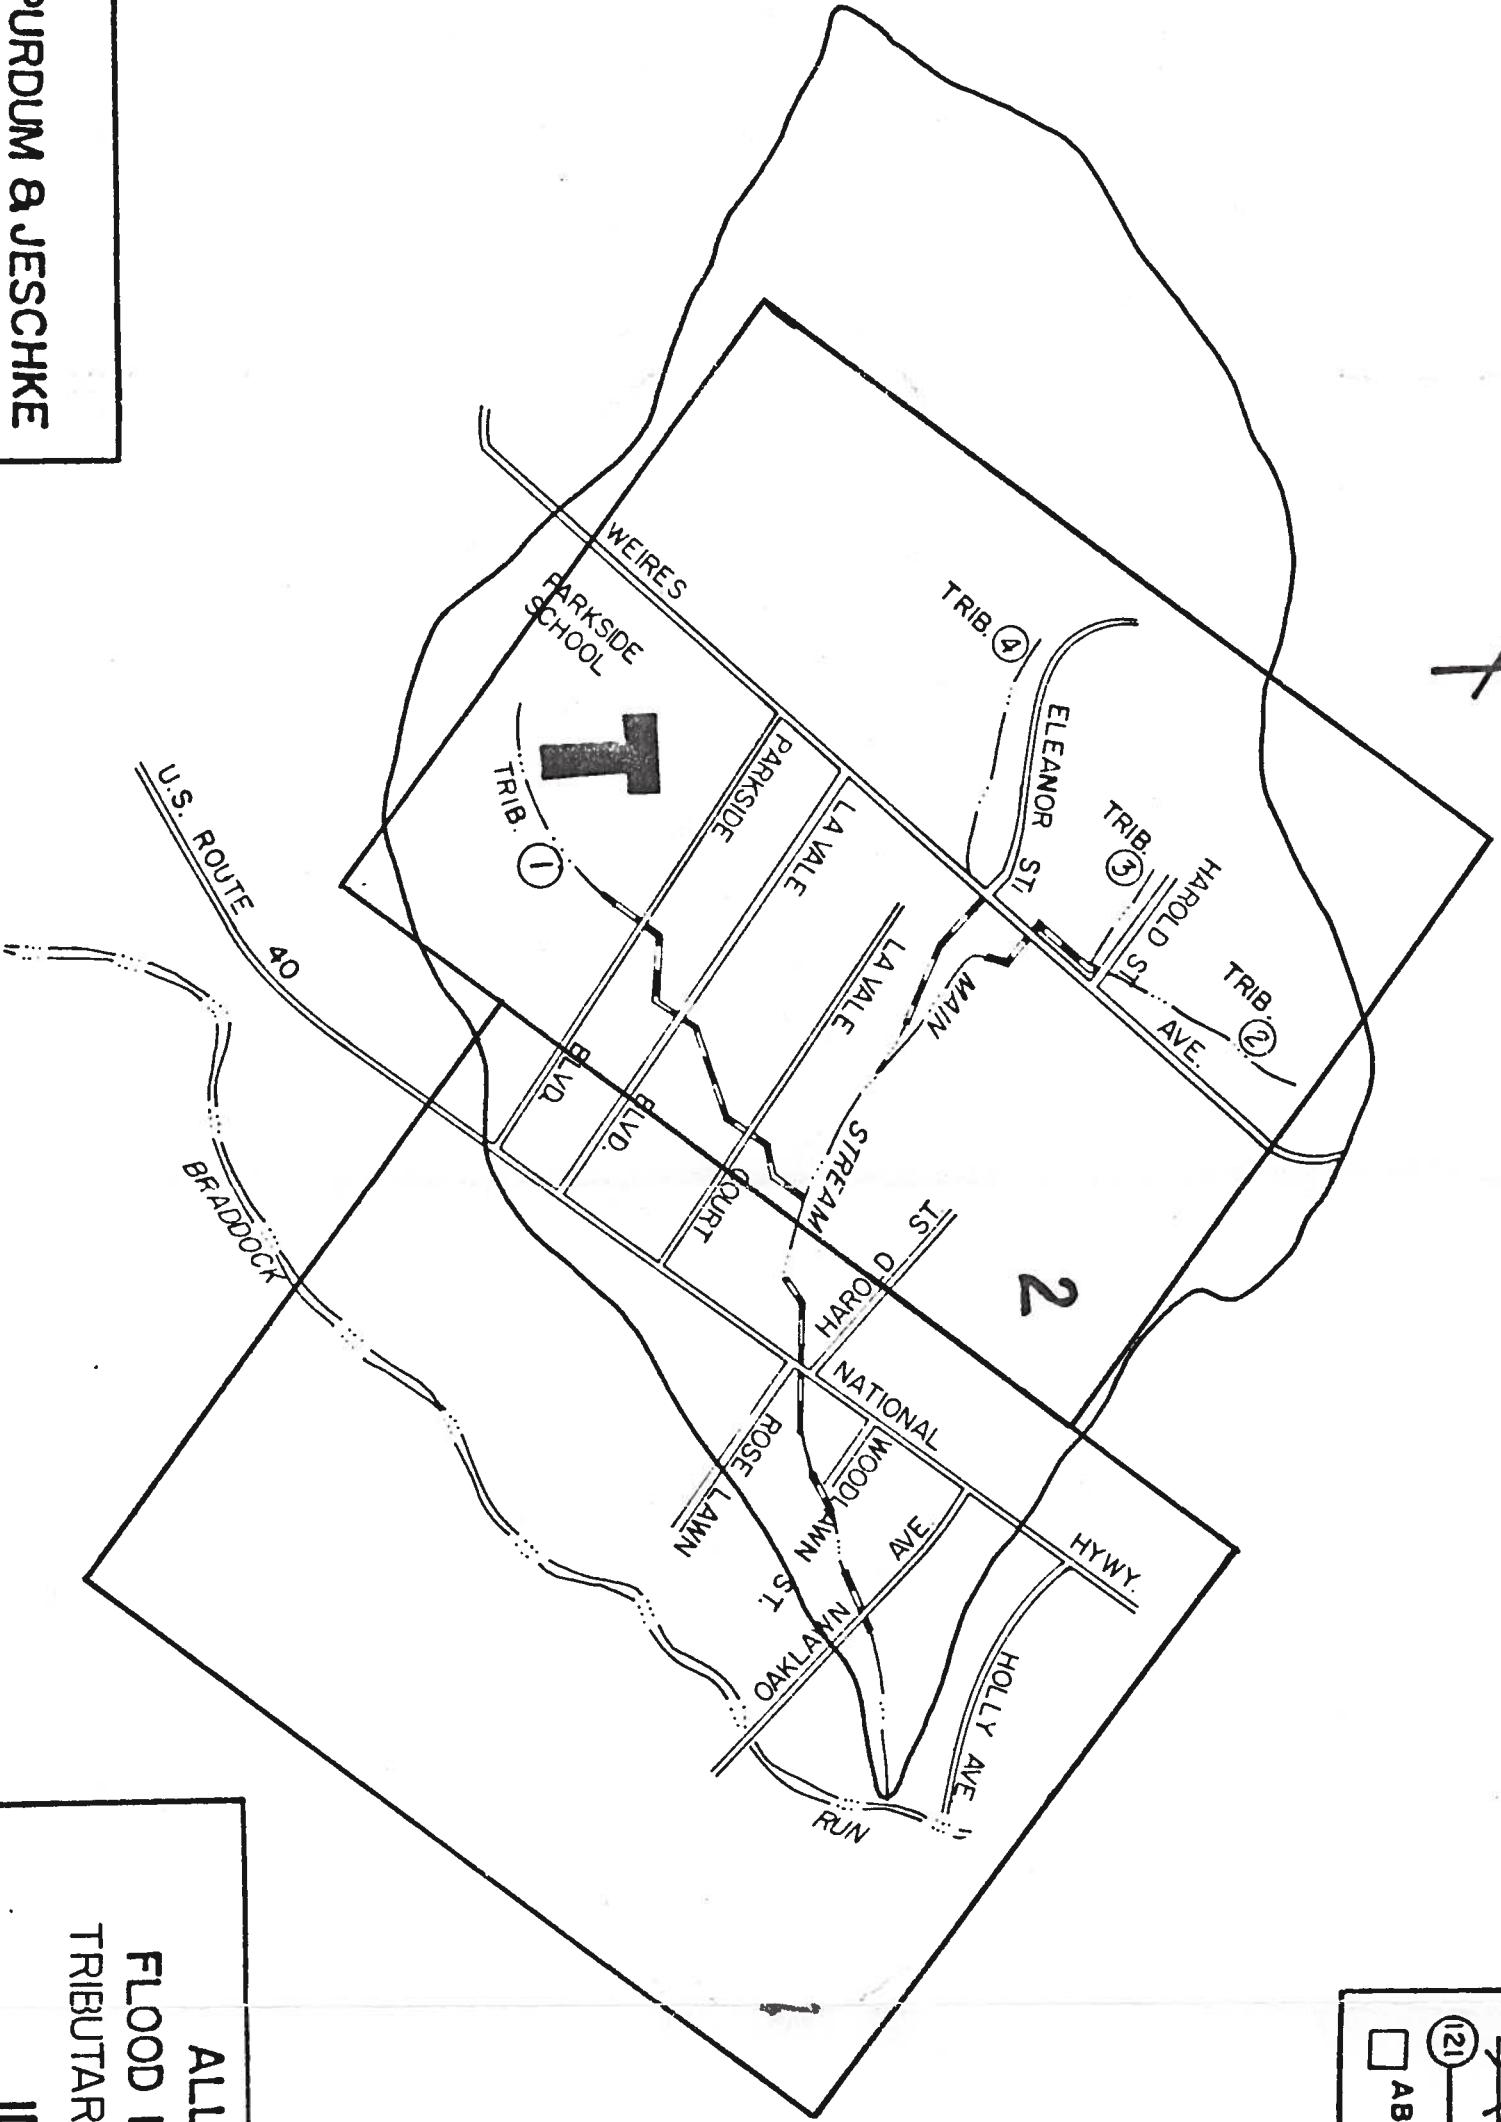 PURDUM & JESCHKE
WEIRES
AVE.
PARKSIDE
SCHOOL
TRIB. 1
TRIB. 4
ELEANOR ST.
TRIB. 3
HAROLD ST.
TRIB. 2
PARKSIDE BLVD.
LA VALE BLVD.
LA VALE COURT
MAIN STREAM
HAROLD ST.
2
U.S. ROUTE 40
NATIONAL HYWY.
BRADDOCK RUN
ROSE LAWN
WOODLAWN ST.
OAKLAWN AVE.
HOLLY AVE.
1
121
AB
ALL
FLOOD
TRIBUTAR